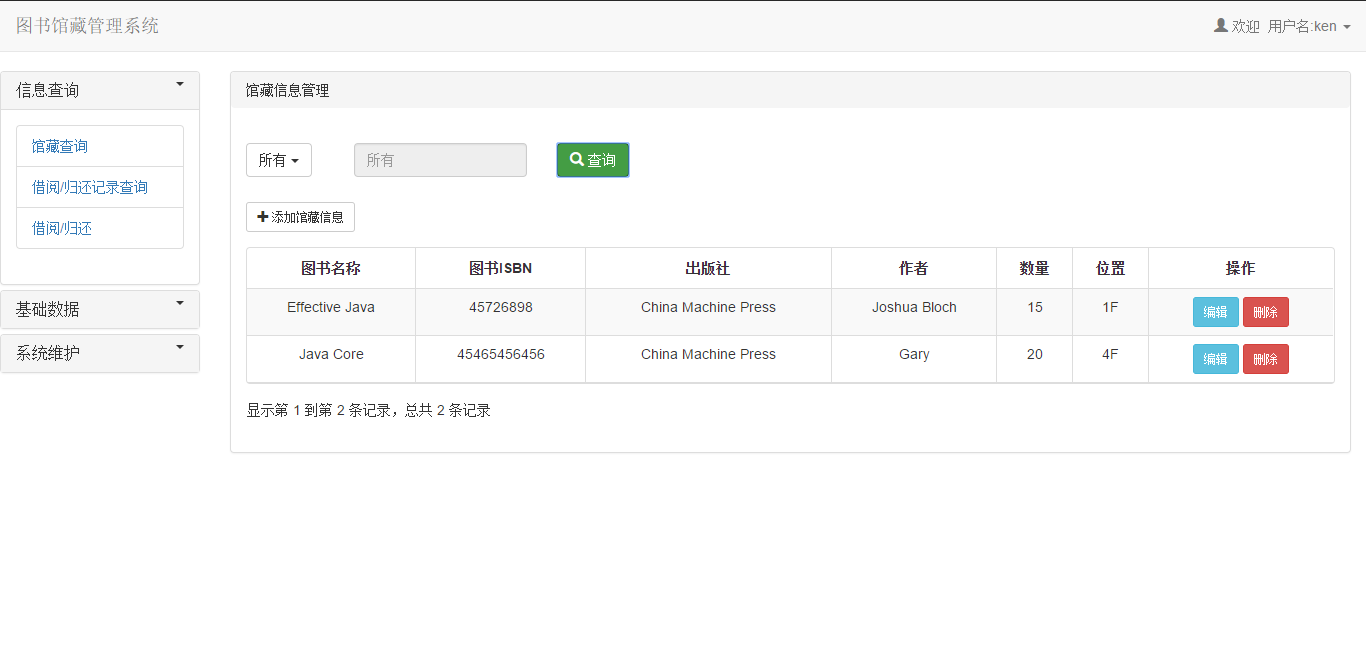 图书馆藏管理系统
欢迎 用户名:ken
信息查询
馆藏查询
借阅/归还记录查询
借阅/归还
基础数据
系统维护
馆藏信息管理
所有 所有 查询
添加馆藏信息
图书名称 图书ISBN 出版社 作者 数量 位置 操作
Effective Java 45726898 China Machine Press Joshua Bloch 15 1F 编辑 删除
Java Core 45465456456 China Machine Press Gary 20 4F 编辑 删除
显示第 1 到第 2 条记录，总共 2 条记录